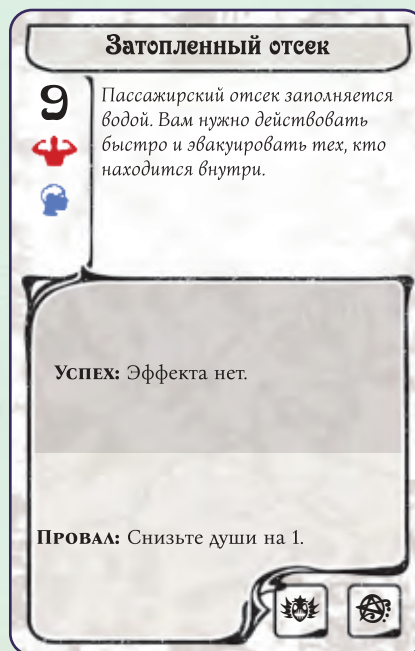 Затопленный отсек
9
Пассажирский отсек заполняется
водой. Вам нужно действовать
быстро и эвакуировать тех, кто
находится внутри.
Успех: Эффекта нет.
Провал: Снизьте души на 1.